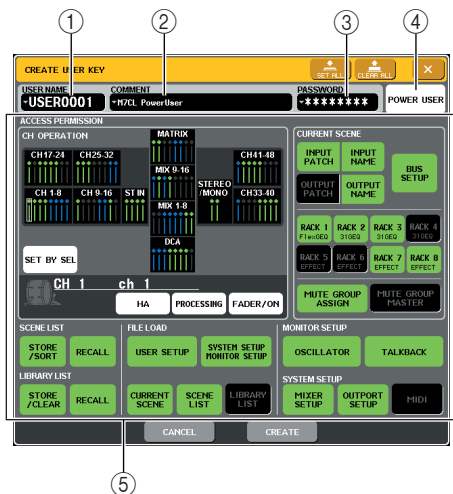 1 2 3 4
CREATE USER KEY SET ALL CLEAR ALL ×
USER NAME COMMENT PASSWORD
USER0001 M7CL PowerUser ******** POWER USER
ACCESS PERMISSION
CH OPERATION
MATRIX
CH17-24 CH25-32 CH41-48
MIX 9-16
CH 1-8 CH 9-16 ST IN STEREO /MONO CH33-40
MIX 1-8
DCA
SET BY SEL
CH 1 ch 1
HA PROCESSING FADER/ON
CURRENT SCENE
INPUT PATCH INPUT NAME BUS SETUP
OUTPUT PATCH OUTPUT NAME
RACK 1 FlexGEQ RACK 2 31GEQ RACK 3 31GEQ RACK 4 31GEQ
RACK 5 EFFECT RACK 6 EFFECT RACK 7 EFFECT RACK 8 EFFECT
MUTE GROUP ASSIGN MUTE GROUP MASTER
SCENE LIST FILE LOAD MONITOR SETUP
STORE /SORT RECALL USER SETUP SYSTEM SETUP MONITOR SETUP OSCILLATOR TALKBACK
LIBRARY LIST SYSTEM SETUP
STORE /CLEAR RECALL CURRENT SCENE SCENE LIST LIBRARY LIST MIXER SETUP OUTPORT SETUP MIDI
CANCEL CREATE
5